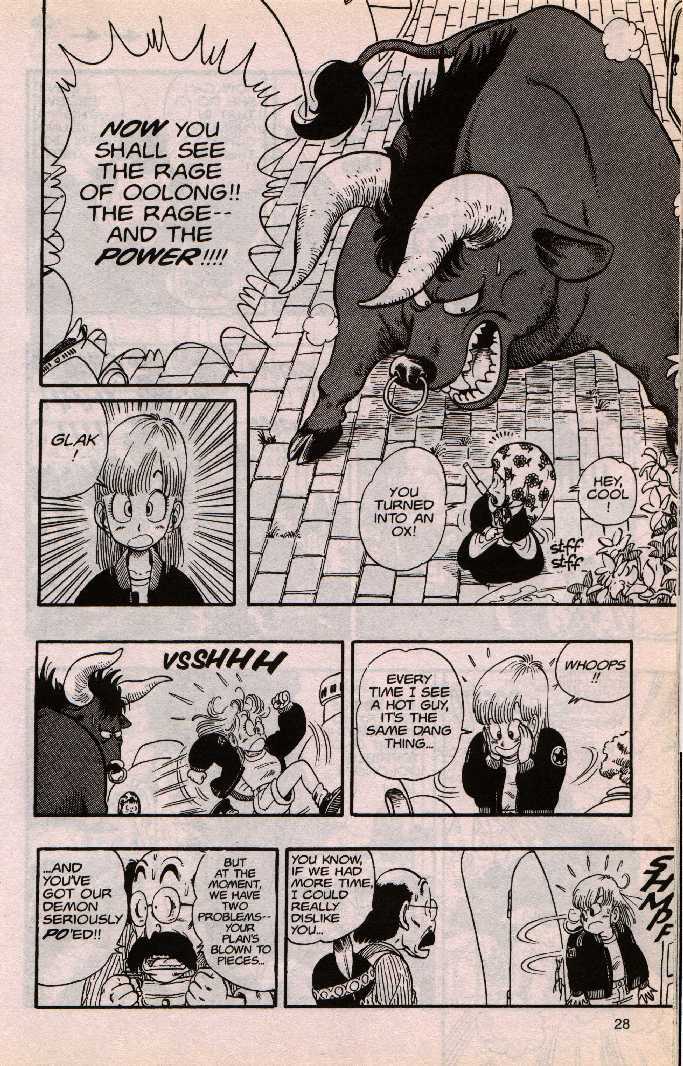 NOW YOU
SHALL SEE
THE RAGE
OF OOLONG!!
THE RAGE--
AND THE
POWER!!!!
GLAK
!
YOU
TURNED
INTO AN
OX!
HEY,
COOL
!
stff
stff
VSSHHH
EVERY
TIME I SEE
A HOT GUY,
IT'S THE
SAME DANG
THING...
WHOOPS
!!
...AND
YOU'VE
GOT OUR
DEMON
SERIOUSLY
PO'ED!!
BUT
AT THE
MOMENT,
WE HAVE
TWO
PROBLEMS--
YOUR
PLAN'S
BLOWN TO
PIECES...
YOU KNOW,
IF WE HAD
MORE TIME,
I COULD
REALLY
DISLIKE
YOU...
SHMPF
28